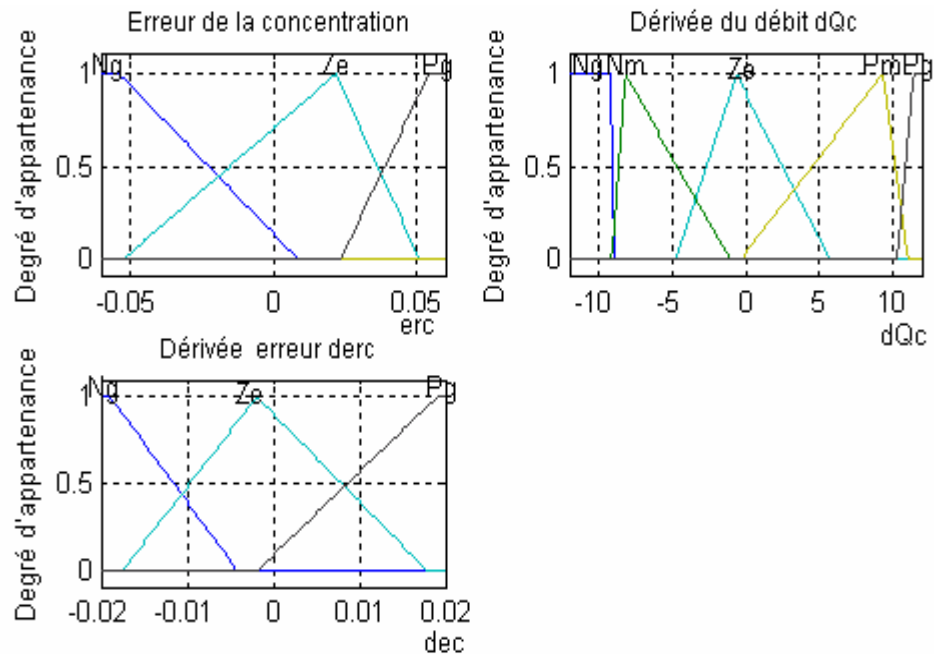 Erreur de la concentration
Degré d'appartenance
1
0.5
0
Ng
Ze
Pg
-0.05
0
0.05
erc
Dérivée du débit dQc
Degré d'appartenance
1
0.5
0
Ng
Nm
Ze
Pm
Pg
-10
-5
0
5
10
dQc
Dérivée erreur derc
Degré d'appartenance
1
0.5
0
Ng
Ze
Pg
-0.02
-0.01
0
0.01
0.02
dec